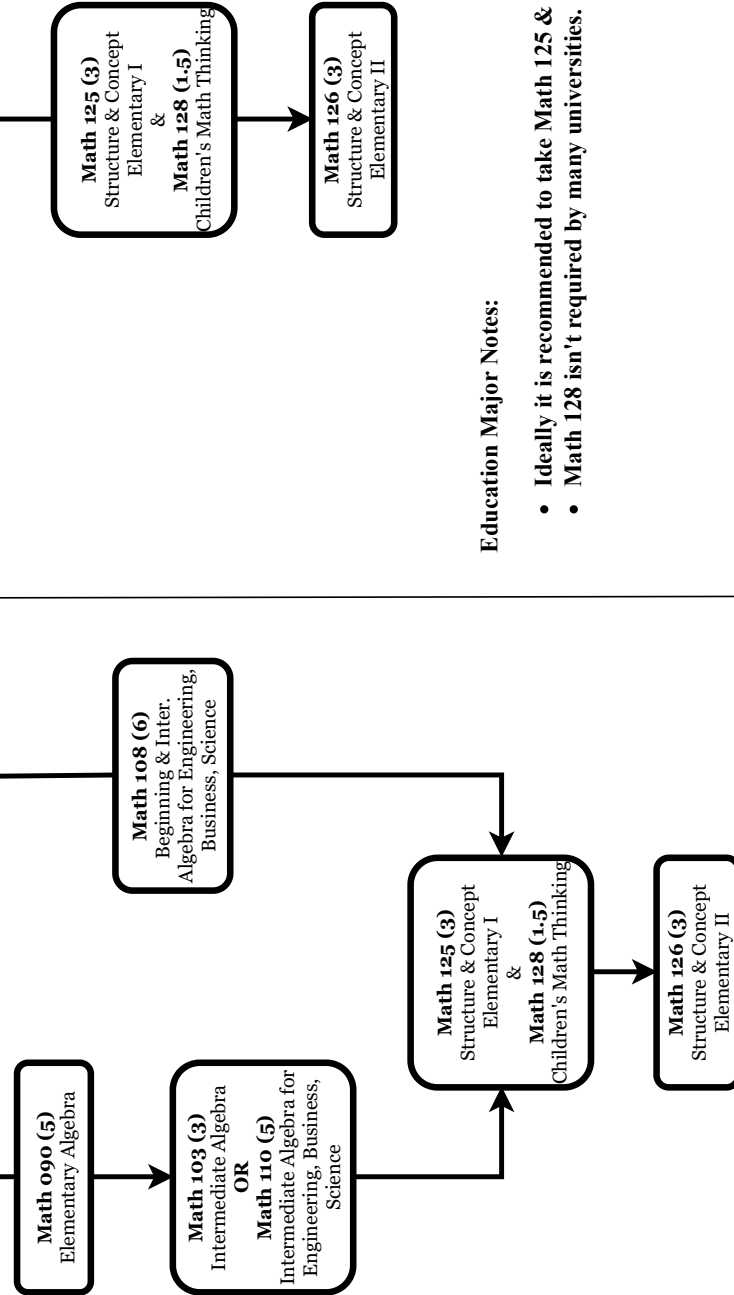 Math 090 (5)
Elementary Algebra
Math 103 (3)
Intermediate Algebra
OR
Math 110 (5)
Intermediate Algebra for
Engineering, Business,
Science
Math 108 (6)
Beginning & Inter.
Algebra for Engineering,
Business, Science
Math 125 (3)
Structure & Concept
Elementary I
&
Math 128 (1.5)
Children's Math Thinking
Math 126 (3)
Structure & Concept
Elementary II
Math 125 (3)
Structure & Concept
Elementary I
&
Math 128 (1.5)
Children's Math Thinking
Math 126 (3)
Structure & Concept
Elementary II
Education Major Notes:
• Ideally it is recommended to take Math 125 &
• Math 128 isn't required by many universities.